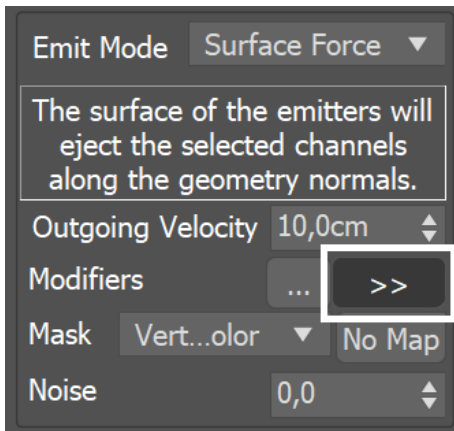 Emit Mode Surface Force
The surface of the emitters will
eject the selected channels
along the geometry normals.
Outgoing Velocity 10,0cm
Modifiers ... >>
Mask Vert...olor No Map
Noise 0,0